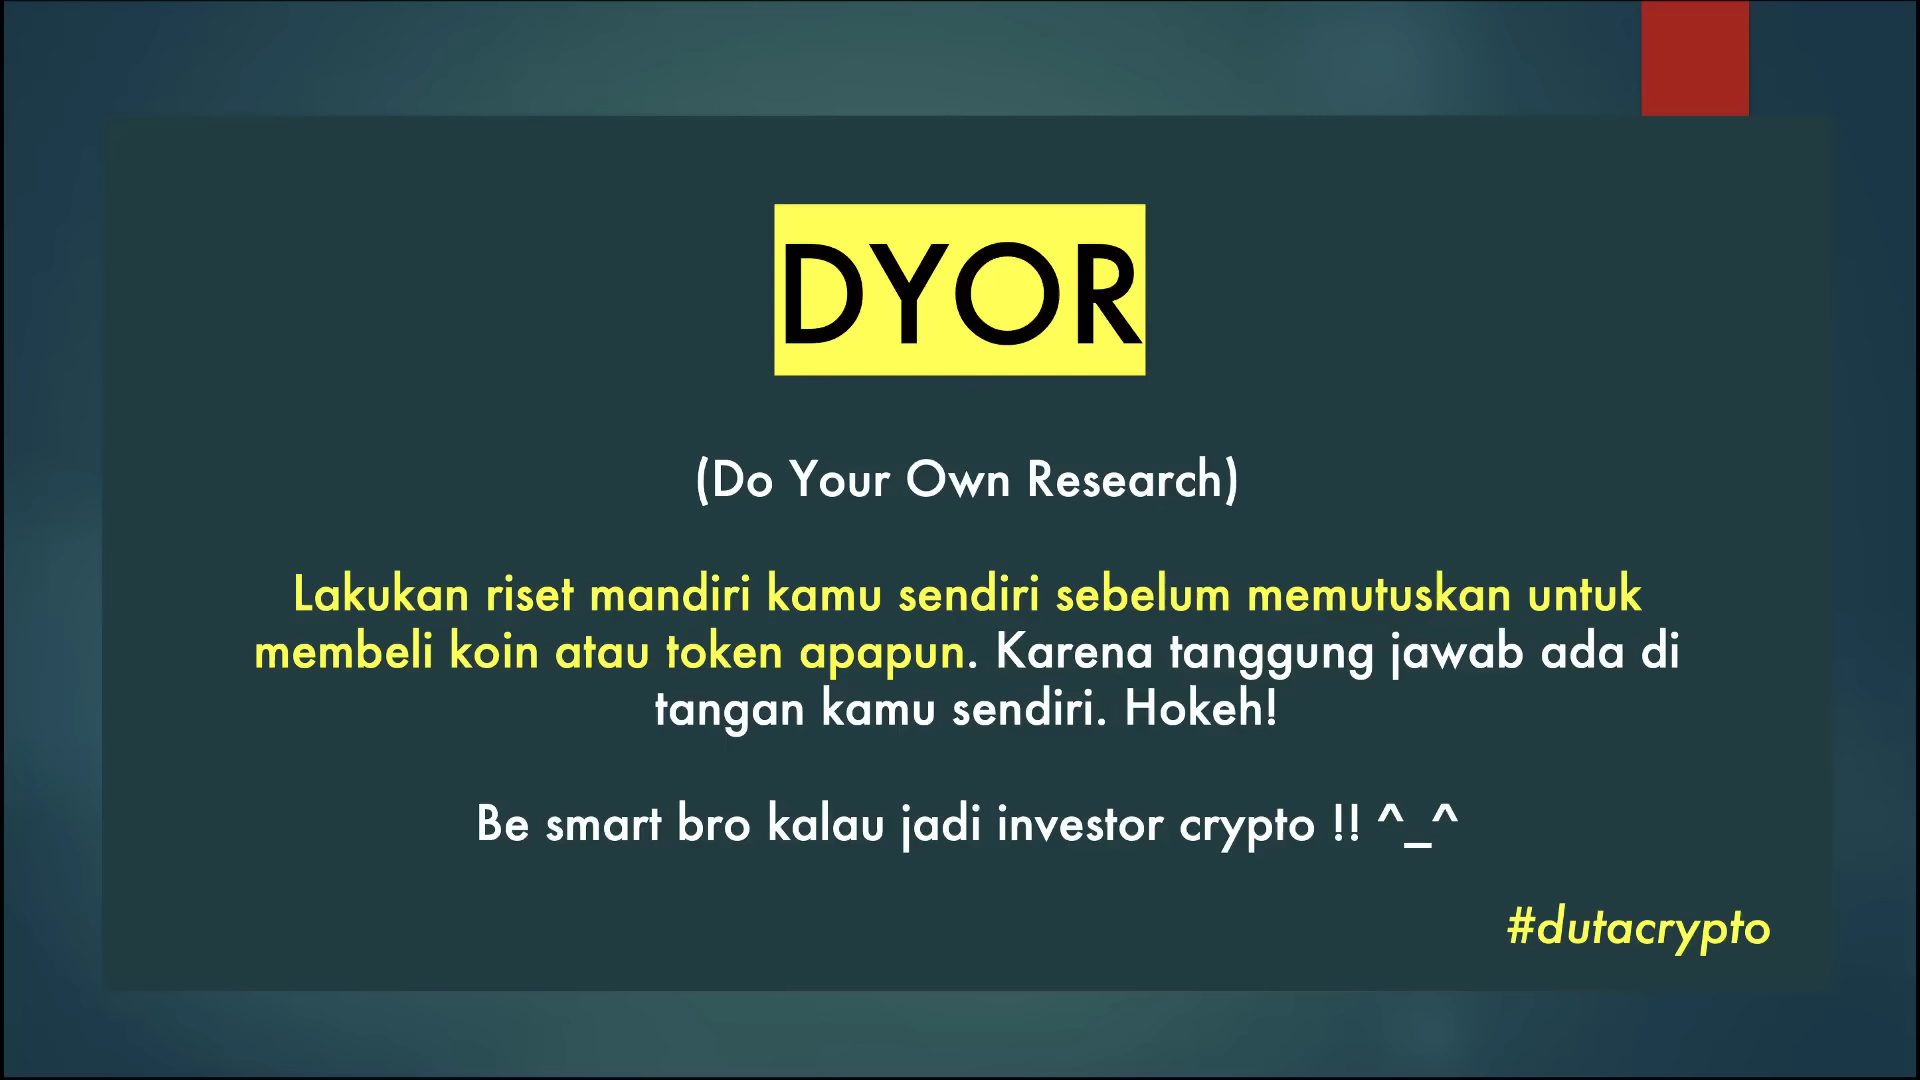 DYOR
(Do Your Own Research)
Lakukan riset mandiri kamu sendiri sebelum memutuskan untuk
membeli koin atau token apapun. Karena tanggung jawab ada di
tangan kamu sendiri. Hokeh!
Be smart bro kalau jadi investor crypto !! ^_^
#dutacrypto